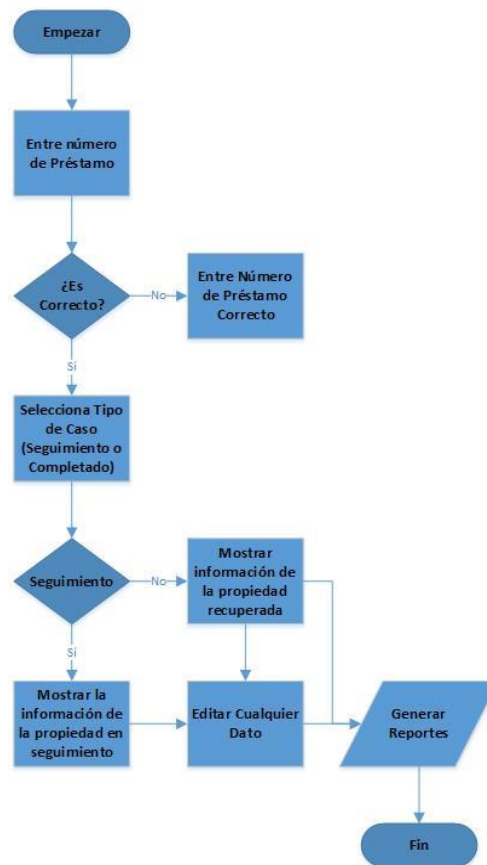 Empezar
Entre número
de Préstamo
¿Es
Correcto?
No
Entre Número
de Préstamo
Correcto
Sí
Selecciona Tipo
de Caso
(Seguimiento o
Completado)
Seguimiento
No
Mostrar
información de
la propiedad
recuperada
Sí
Mostrar la
información de
la propiedad en
seguimiento
Editar Cualquier
Dato
Generar
Reportes
Fin